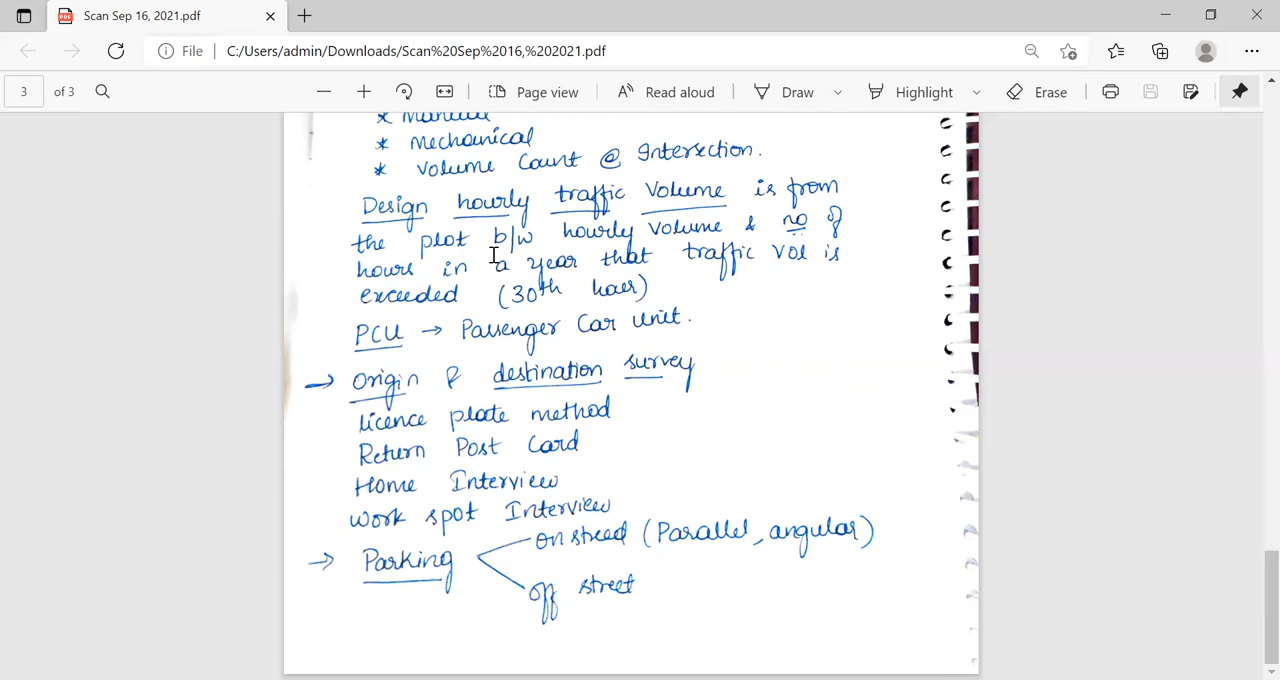 Scan Sep 16, 2021.pdf
File C:/Users/admin/Downloads/Scan%20Sep%2016,%202021.pdf
3 of 3 Page view Read aloud Draw Highlight Erase
* Manual
* Mechanical
* Volume Count @ Intersection.
Design hourly traffic Volume is from
the plot b/w hourly volume & no of
hours in a year that traffic vol is
exceeded (30th hour)
PCU → Passenger Car unit.
→ Origin & destination survey
Licence plate method
Return Post Card
Home Interview
Work spot Interview
on streed (Parallel, angular)
→ Parking
off street